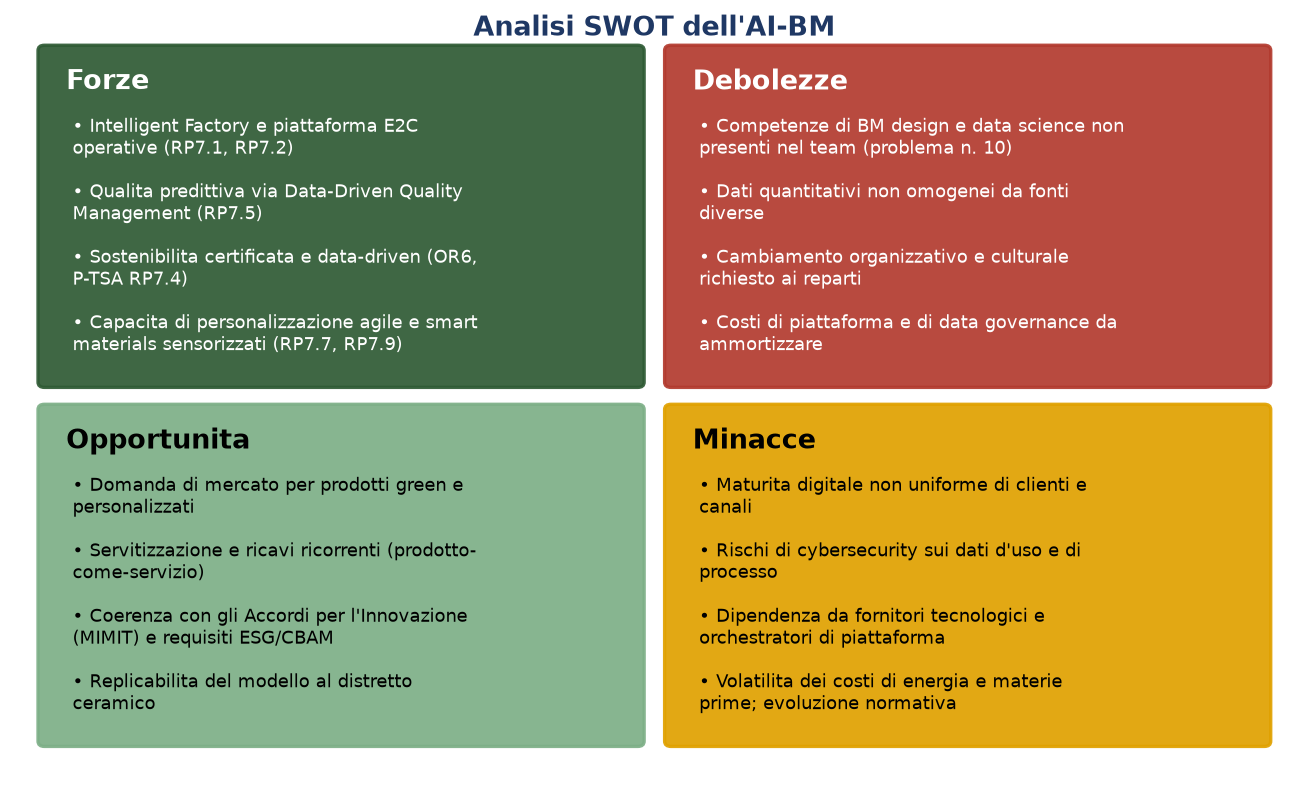 Analisi SWOT dell'AI-BM
Forze
• Intelligent Factory e piattaforma E2C
operative (RP7.1, RP7.2)
• Qualita predittiva via Data-Driven Quality
Management (RP7.5)
• Sostenibilita certificata e data-driven (OR6,
P-TSA RP7.4)
• Capacita di personalizzazione agile e smart
materials sensorizzati (RP7.7, RP7.9)
Debolezze
• Competenze di BM design e data science non
presenti nel team (problema n. 10)
• Dati quantitativi non omogenei da fonti
diverse
• Cambiamento organizzativo e culturale
richiesto ai reparti
• Costi di piattaforma e di data governance da
ammortizzare
Opportunita
• Domanda di mercato per prodotti green e
personalizzati
• Servitizzazione e ricavi ricorrenti (prodotto-
come-servizio)
• Coerenza con gli Accordi per l'Innovazione
(MIMIT) e requisiti ESG/CBAM
• Replicabilita del modello al distretto
ceramico
Minacce
• Maturita digitale non uniforme di clienti e
canali
• Rischi di cybersecurity sui dati d'uso e di
processo
• Dipendenza da fornitori tecnologici e
orchestratori di piattaforma
• Volatilita dei costi di energia e materie
prime; evoluzione normativa